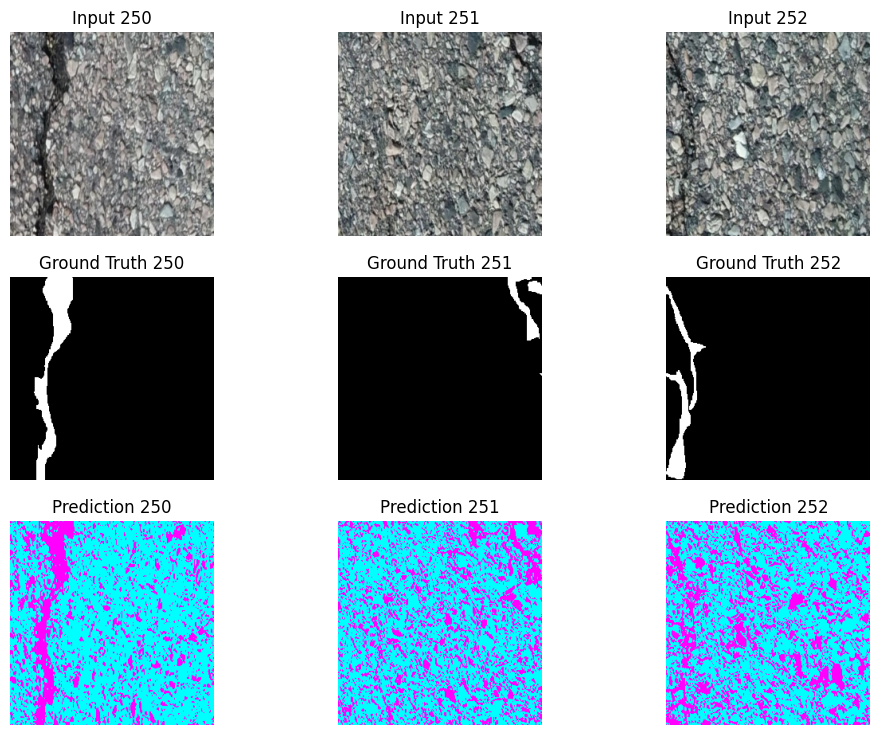 Input 250
Input 251
Input 252
Ground Truth 250
Ground Truth 251
Ground Truth 252
Prediction 250
Prediction 251
Prediction 252